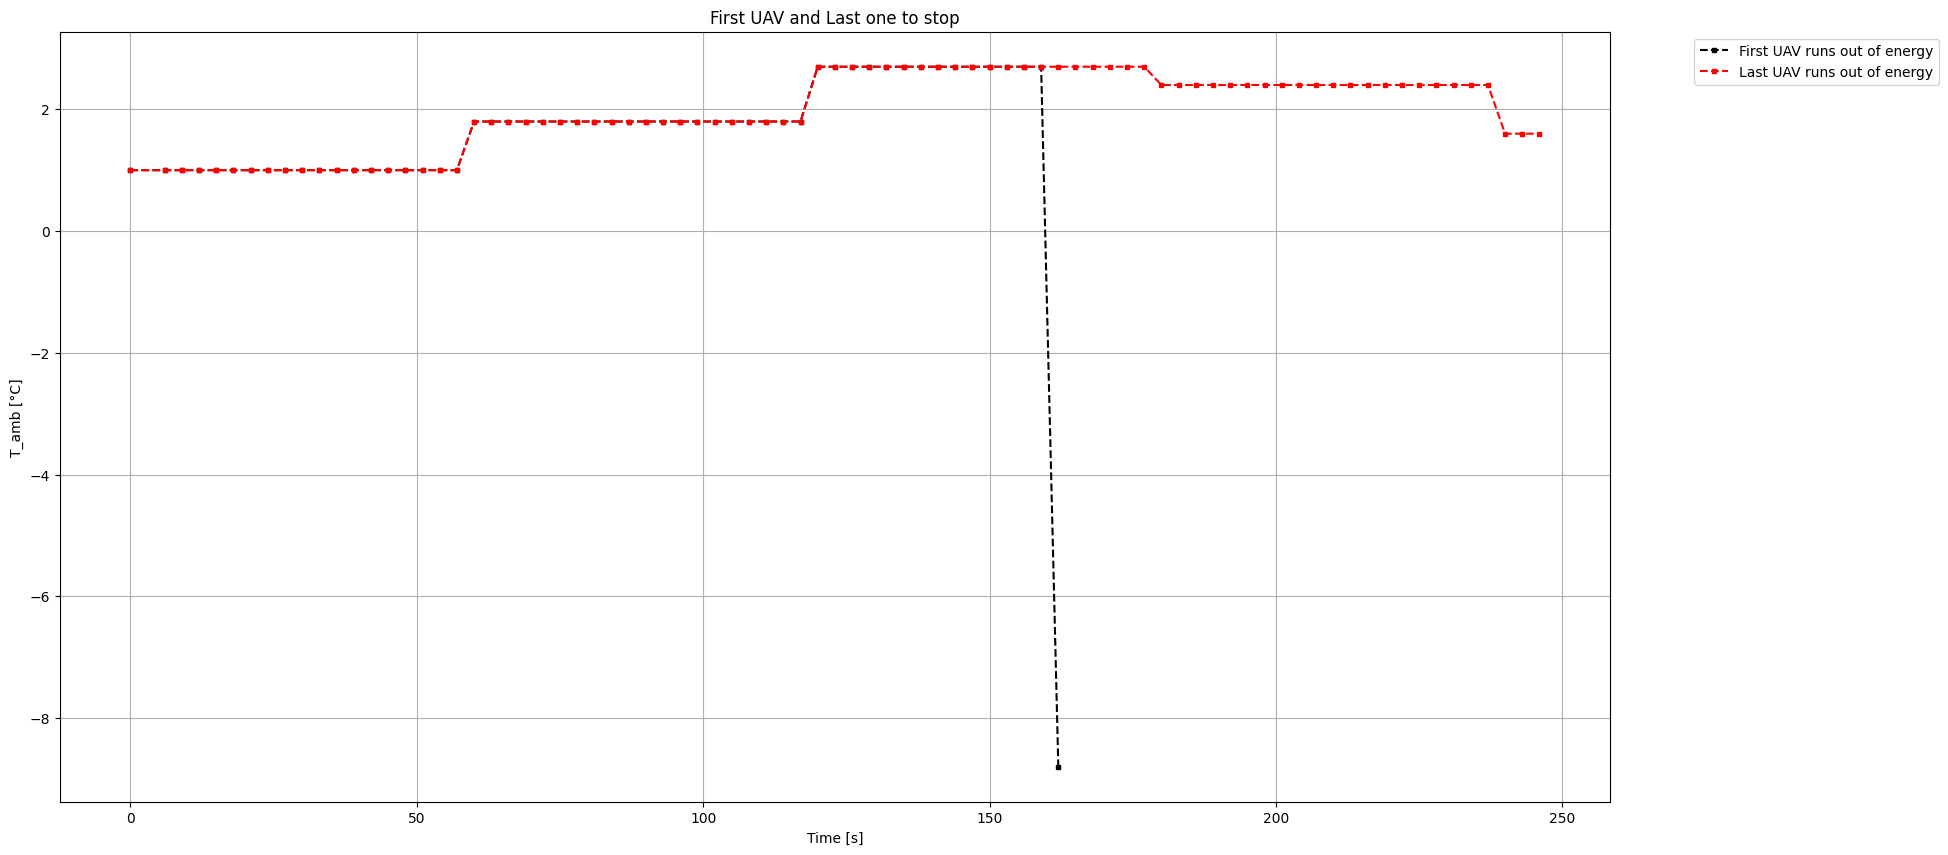 First UAV and Last one to stop
First UAV runs out of energy
Last UAV runs out of energy
T_amb [°C]
2
0
−2
−4
−6
−8
0
50
100
150
200
250
Time [s]